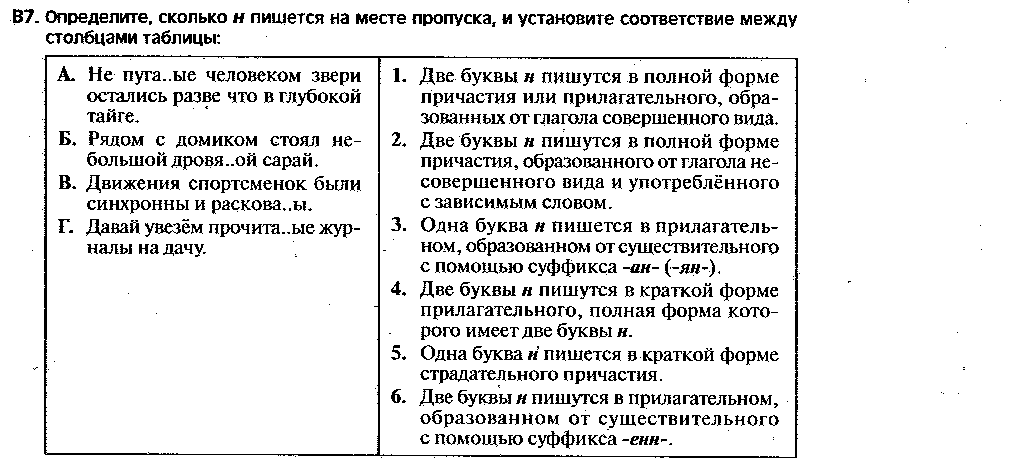 В7. Определите, сколько н пишется на месте пропуска, и установите соответствие между
столбцами таблицы:
А. Не пуга..ые человеком звери
остались разве что в глубокой
тайге.
Б. Рядом с домиком стоял не-
большой дровя..ой сарай.
В. Движения спортсменок были
синхронны и раскова..ы.
Г. Давай увезём прочита..ые жур-
налы на дачу.
1. Две буквы н пишутся в полной форме
причастия или прилагательного, обра-
зованных от глагола совершенного вида.
2. Две буквы н пишутся в полной форме
причастия, образованного от глагола не-
совершенного вида и употреблённого
с зависимым словом.
3. Одна буква н пишется в прилагатель-
ном, образованном от существительного
с помощью суффикса -ан- (-ян-).
4. Две буквы н пишутся в краткой форме
прилагательного, полная форма кото-
рого имеет две буквы н.
5. Одна буква н пишется в краткой форме
страдательного причастия.
6. Две буквы н пишутся в прилагательном,
образованном от существительного
с помощью суффикса -енн-.